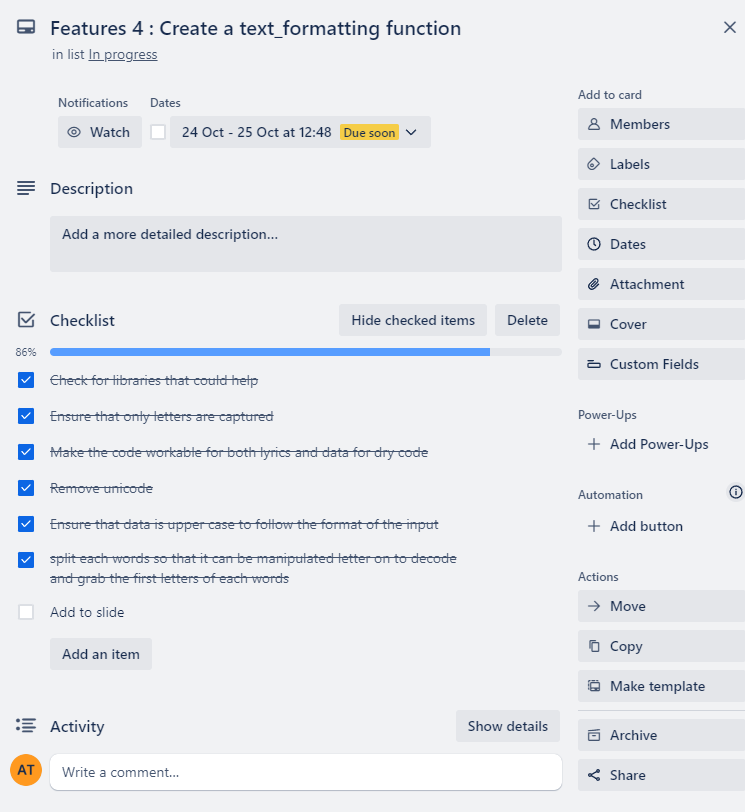 Features 4 : Create a text_formatting function
in list In progress
Notifications
Dates
Watch
24 Oct - 25 Oct at 12:48 Due soon
Description
Add a more detailed description...
Checklist
Hide checked items
Delete
86%
Check for libraries that could help
Ensure that only letters are captured
Make the code workable for both lyrics and data for dry code
Remove unicode
Ensure that data is upper case to follow the format of the input
split each words so that it can be manipulated letter on to decode
and grab the first letters of each words
Add to slide
Add an item
Activity
Show details
AT
Write a comment...
Add to card
Members
Labels
Checklist
Dates
Attachment
Cover
Custom Fields
Power-Ups
Add Power-Ups
Automation
Add button
Actions
Move
Copy
Make template
Archive
Share